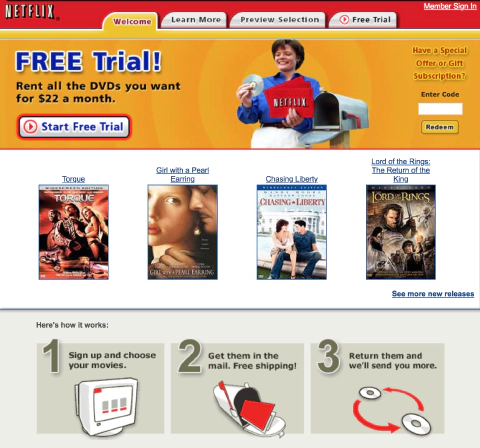 NETFLIX
Member Sign In
Welcome
Learn More
Preview Selection
Free Trial
FREE Trial!
Rent all the DVDs you want
for $22 a month.
Start Free Trial
NETFLIX
Have a Special
Offer or Gift
Subscription?
Enter Code
Redeem
Torque
Girl with a Pearl
Earring
Chasing Liberty
Lord of the Rings:
The Return of the
King
WIDESCREEN EDITION
TORQUE
GIRL WITH A PEARL EARRING
MANDY MOORE
CHASING LIBERTY
THE LORD OF THE RINGS
See more new releases
Here's how it works:
1
Sign up and choose
your movies.
2
Get them in the
mail. Free shipping!
3
Return them and
we'll send you more.